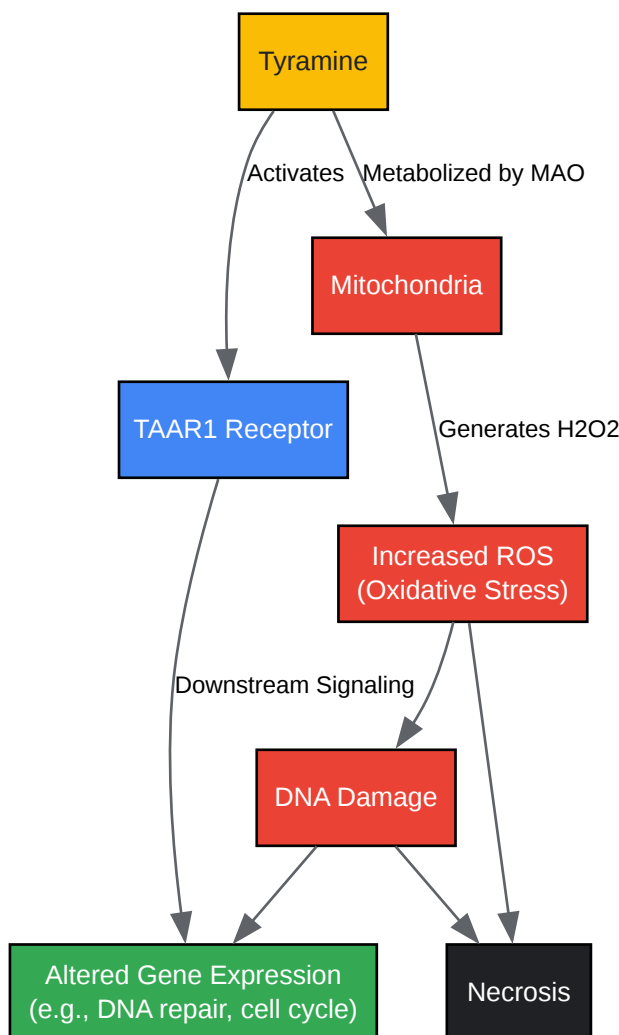 Tyramine
Activates
Metabolized by MAO
Mitochondria
TAAR1 Receptor
Generates H2O2
Increased ROS
(Oxidative Stress)
Downstream Signaling
DNA Damage
Altered Gene Expression
(e.g., DNA repair, cell cycle)
Necrosis